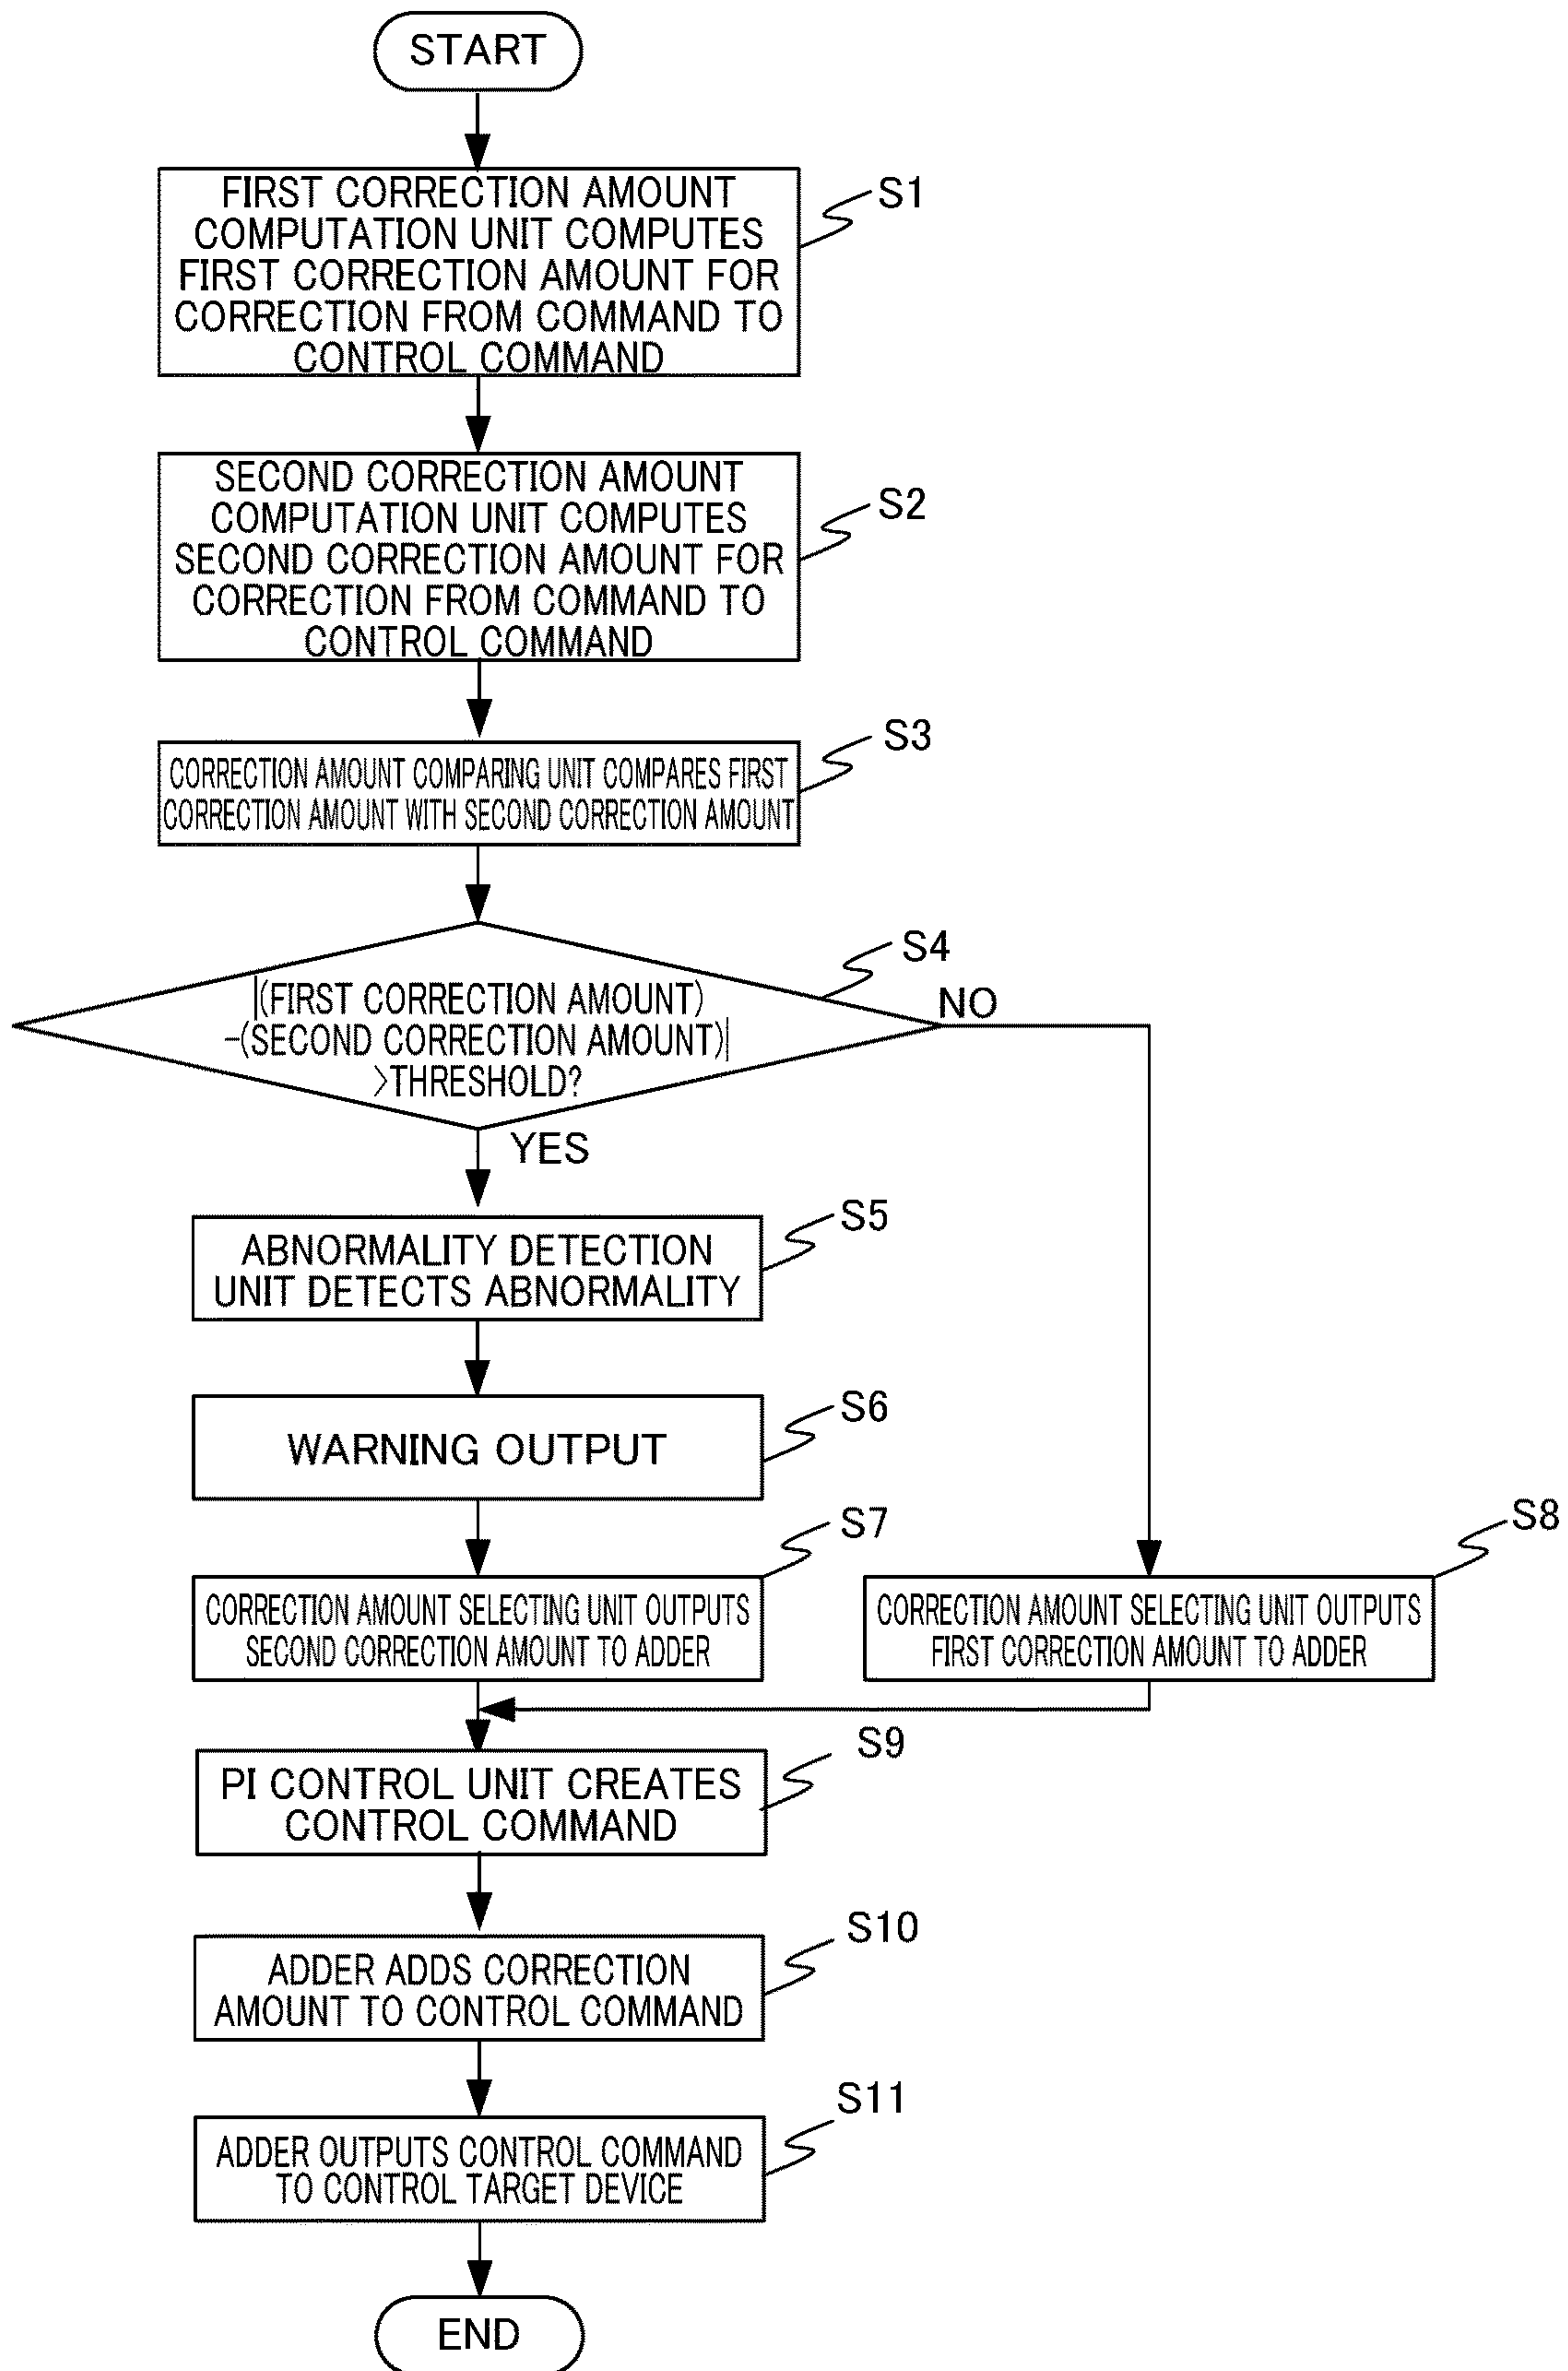 START
FIRST CORRECTION AMOUNT
COMPUTATION UNIT COMPUTES
FIRST CORRECTION AMOUNT FOR
CORRECTION FROM COMMAND TO
CONTROL COMMAND
S1
SECOND CORRECTION AMOUNT
COMPUTATION UNIT COMPUTES
SECOND CORRECTION AMOUNT FOR
CORRECTION FROM COMMAND TO
CONTROL COMMAND
S2
CORRECTION AMOUNT COMPARING UNIT COMPARES FIRST
CORRECTION AMOUNT WITH SECOND CORRECTION AMOUNT
S3
|(FIRST CORRECTION AMOUNT)
-(SECOND CORRECTION AMOUNT)|
>THRESHOLD?
S4
NO
YES
ABNORMALITY DETECTION
UNIT DETECTS ABNORMALITY
S5
WARNING OUTPUT
S6
CORRECTION AMOUNT SELECTING UNIT OUTPUTS
SECOND CORRECTION AMOUNT TO ADDER
S7
CORRECTION AMOUNT SELECTING UNIT OUTPUTS
FIRST CORRECTION AMOUNT TO ADDER
S8
PI CONTROL UNIT CREATES
CONTROL COMMAND
S9
ADDER ADDS CORRECTION
AMOUNT TO CONTROL COMMAND
S10
ADDER OUTPUTS CONTROL COMMAND
TO CONTROL TARGET DEVICE
S11
END